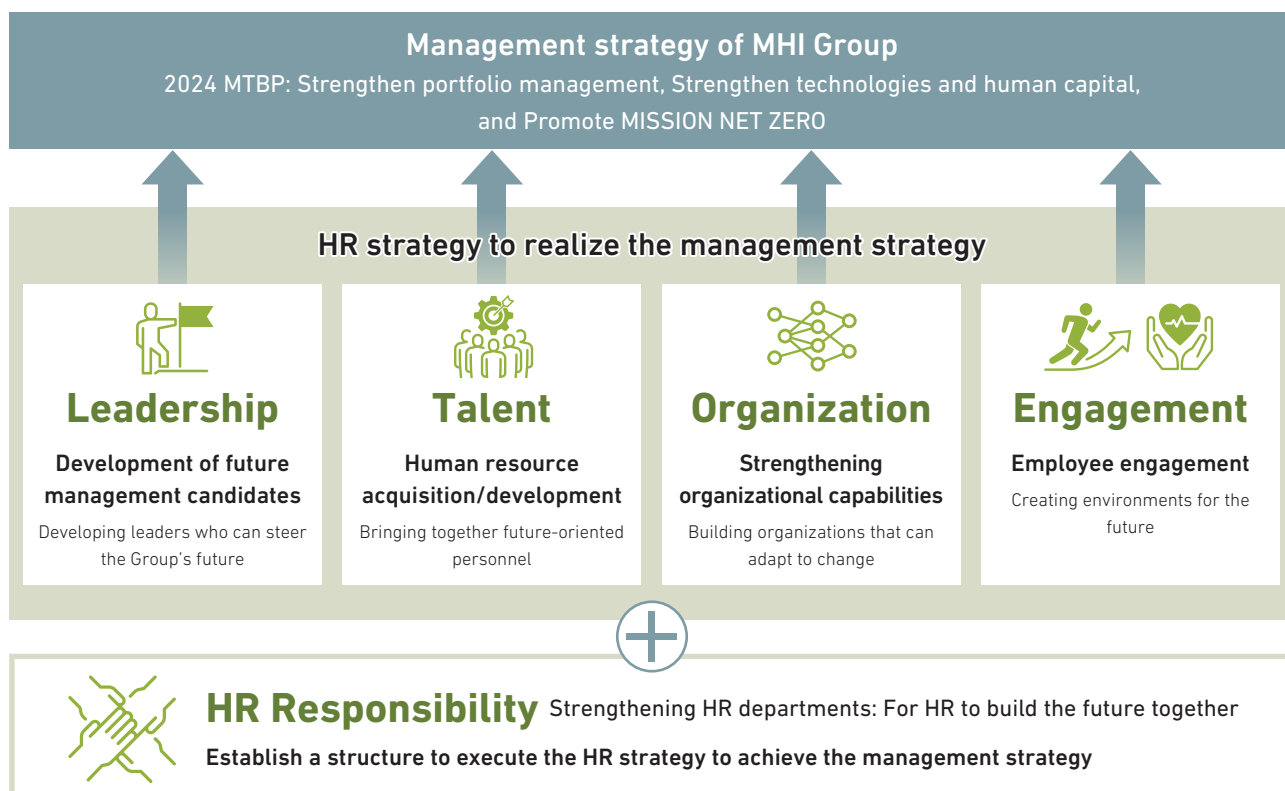 Management strategy of MHI Group
2024 MTBP: Strengthen portfolio management, Strengthen technologies and human capital,
and Promote MISSION NET ZERO
HR strategy to realize the management strategy
Leadership
Development of future
management candidates
Developing leaders who can steer
the Group's future
Talent
Human resource
acquisition/development
Bringing together future-oriented
personnel
Organization
Strengthening
organizational capabilities
Building organizations that can
adapt to change
Engagement
Employee engagement
Creating environments for the
future
HR Responsibility Strengthening HR departments: For HR to build the future together
Establish a structure to execute the HR strategy to achieve the management strategy